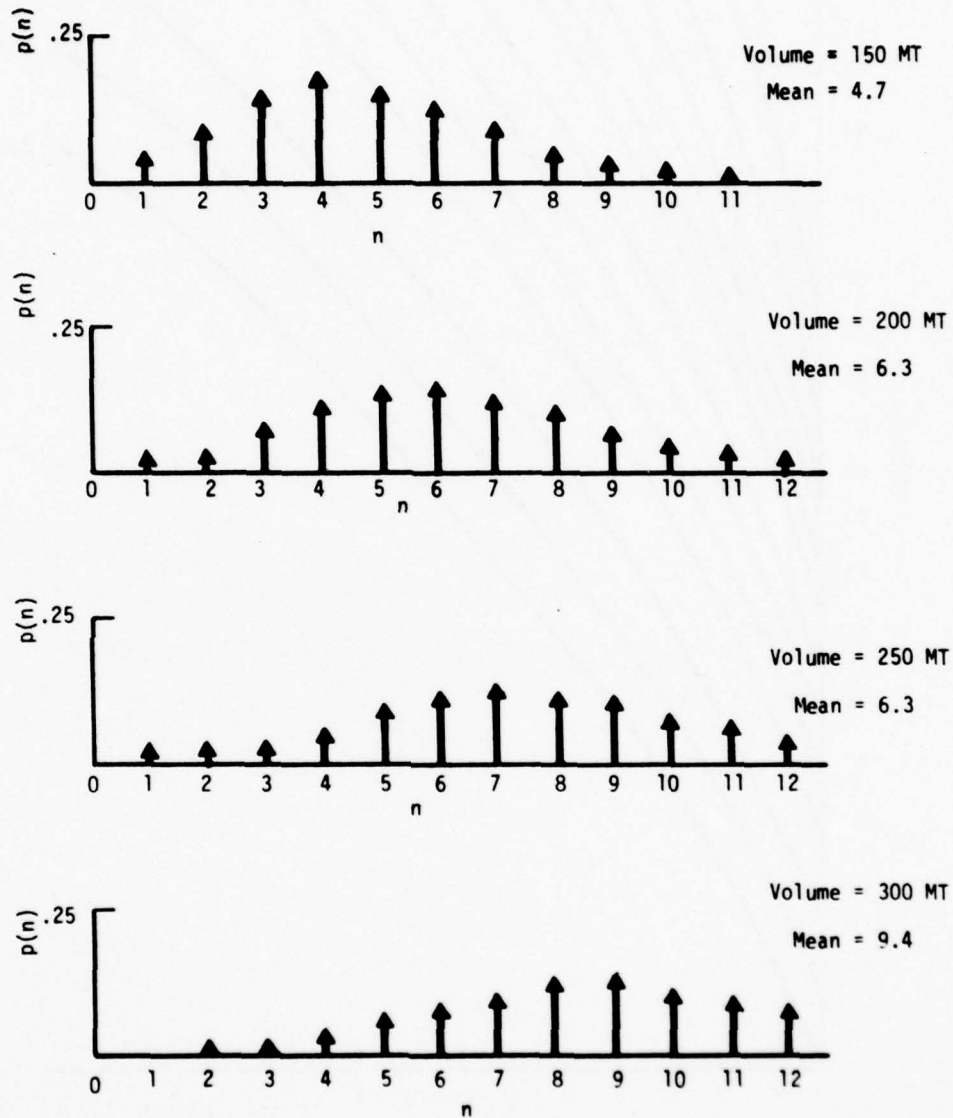 p(n)
.25
Volume = 150 MT
Mean = 4.7
0 1 2 3 4 5 6 7 8 9 10 11
n
p(n)
.25
Volume = 200 MT
Mean = 6.3
0 1 2 3 4 5 6 7 8 9 10 11 12
n
p(n)
.25
Volume = 250 MT
Mean = 6.3
0 1 2 3 4 5 6 7 8 9 10 11 12
n
p(n)
.25
Volume = 300 MT
Mean = 9.4
0 1 2 3 4 5 6 7 8 9 10 11 12
n